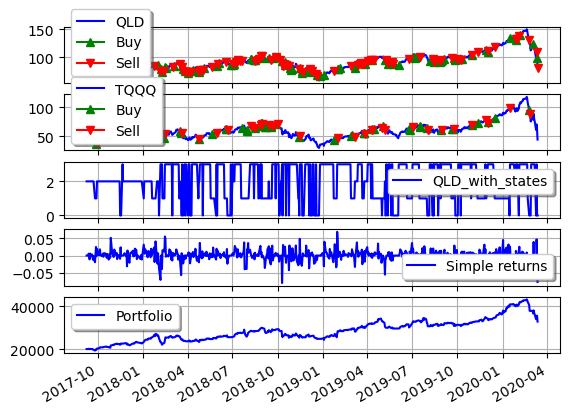 150
100
QLD
Buy
Sell
100
50
TQQQ
Buy
Sell
2
0
QLD_with_states
0.05
0.00
−0.05
Simple returns
40000
20000
Portfolio
2017-10
2018-01
2018-04
2018-07
2018-10
2019-01
2019-04
2019-07
2019-10
2020-01
2020-04